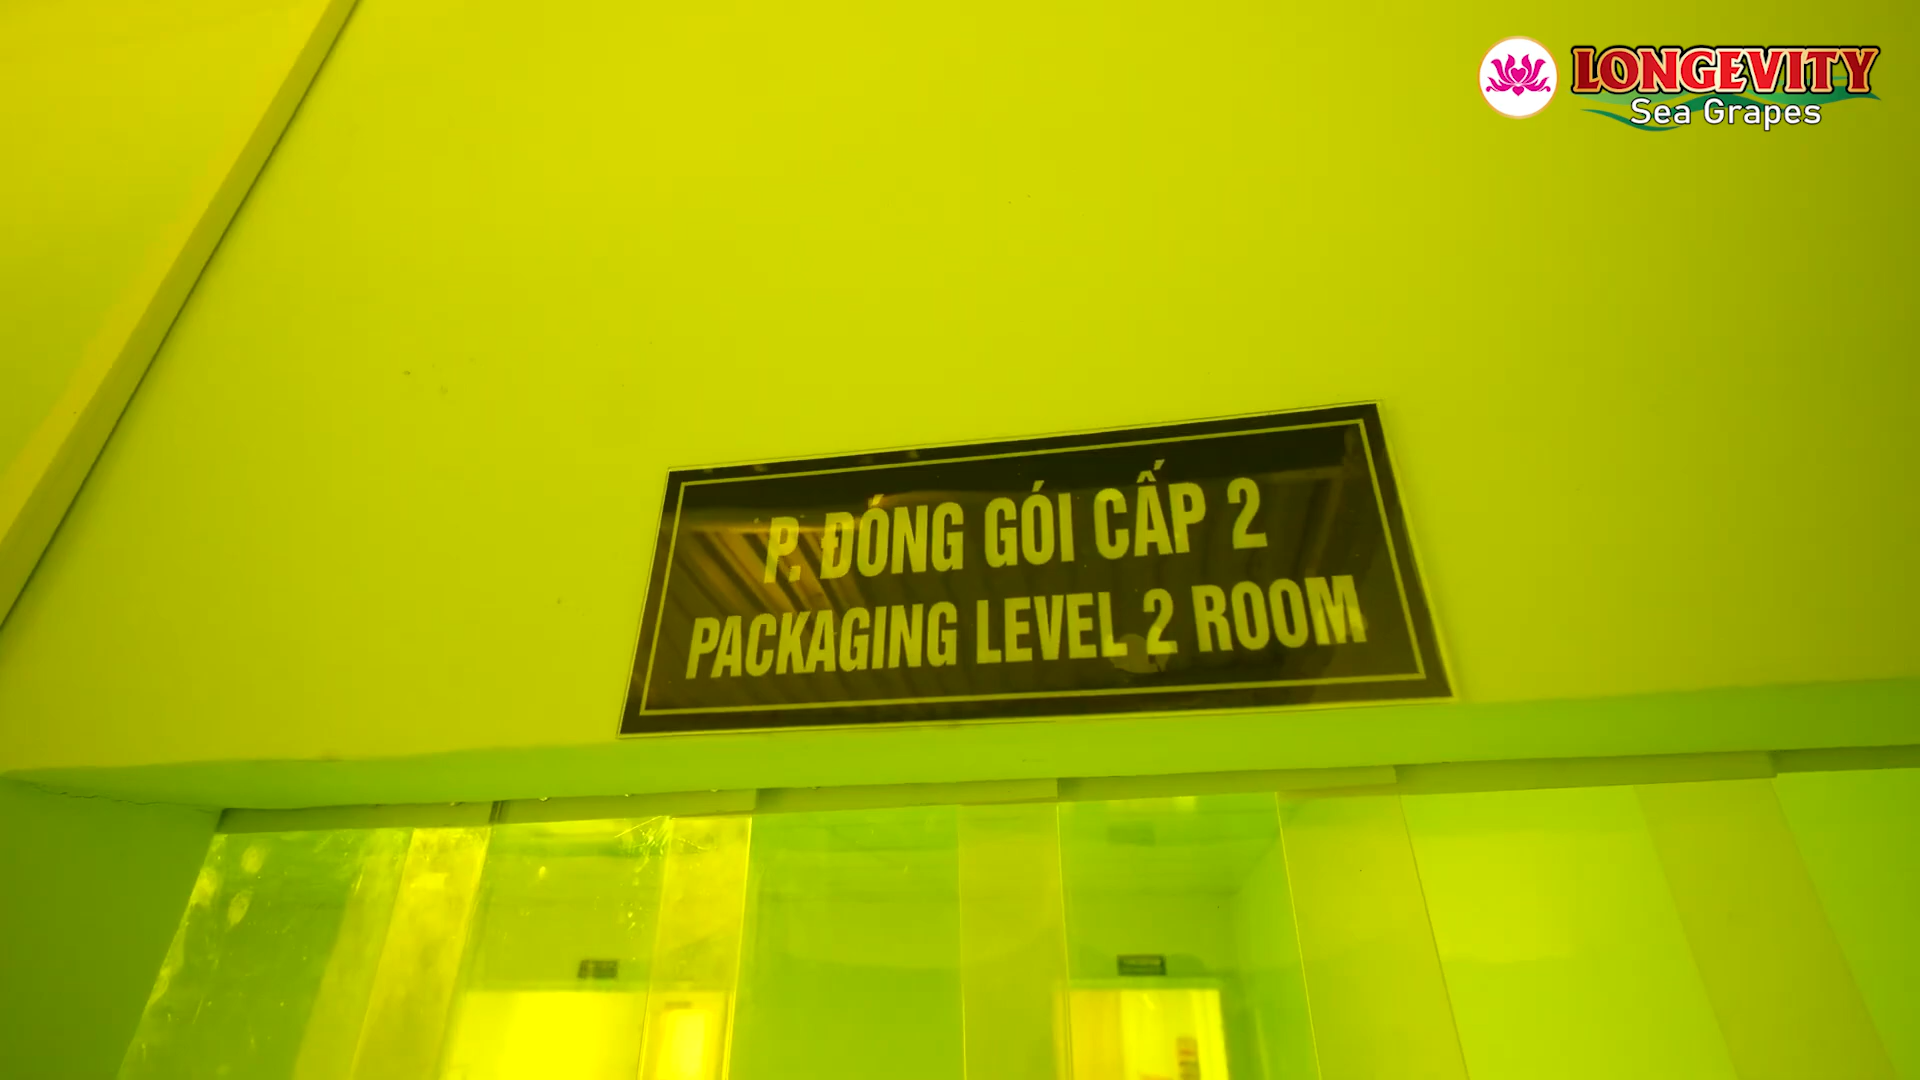 LONGEVITY
Sea Grapes
P. ĐÓNG GÓI CẤP 2
PACKAGING LEVEL 2 ROOM